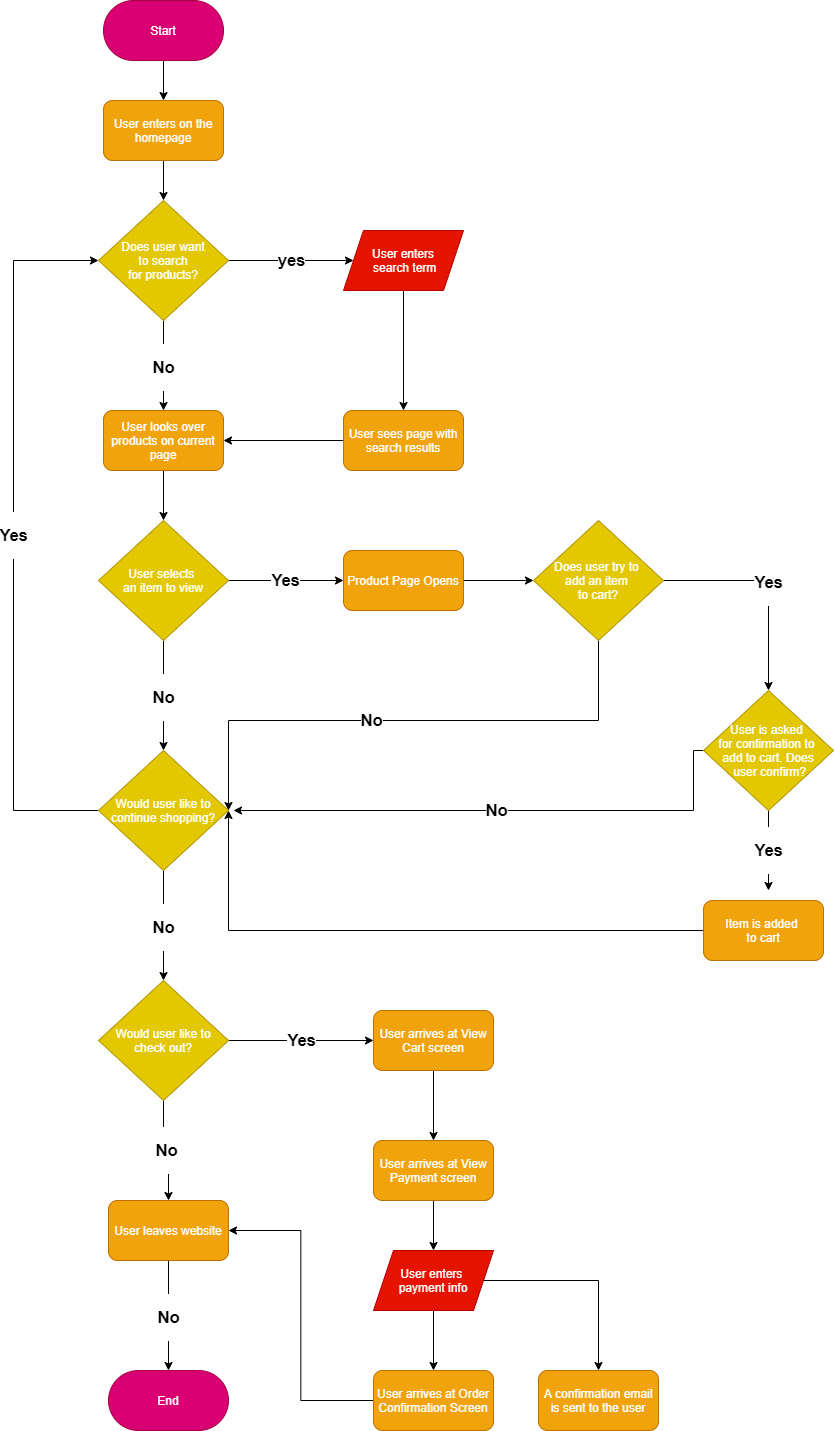 Start
User enters on the
homepage
Does user want
to search
for products?
yes
User enters
search term
No
User looks over
products on current
page
User sees page with
search results
Yes
User selects
an item to view
Yes
Product Page Opens
Does user try to
add an item
to cart?
Yes
No
No
User is asked
for confirmation to
add to cart. Does
user confirm?
Would user like to
continue shopping?
No
Yes
No
Item is added
to cart
Would user like to
check out?
Yes
User arrives at View
Cart screen
No
User arrives at View
Payment screen
User leaves website
User enters
payment info
No
End
User arrives at Order
Confirmation Screen
A confirmation email
is sent to the user